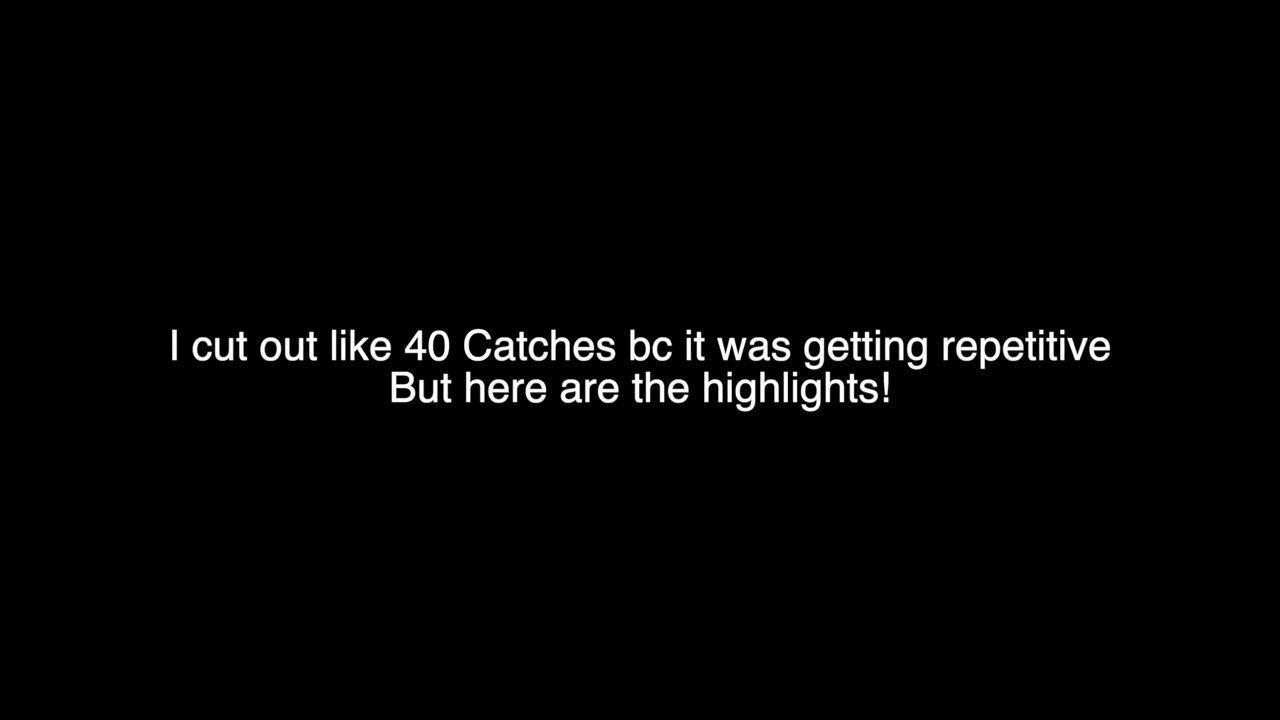 I cut out like 40 Catches bc it was getting repetitive
But here are the highlights!